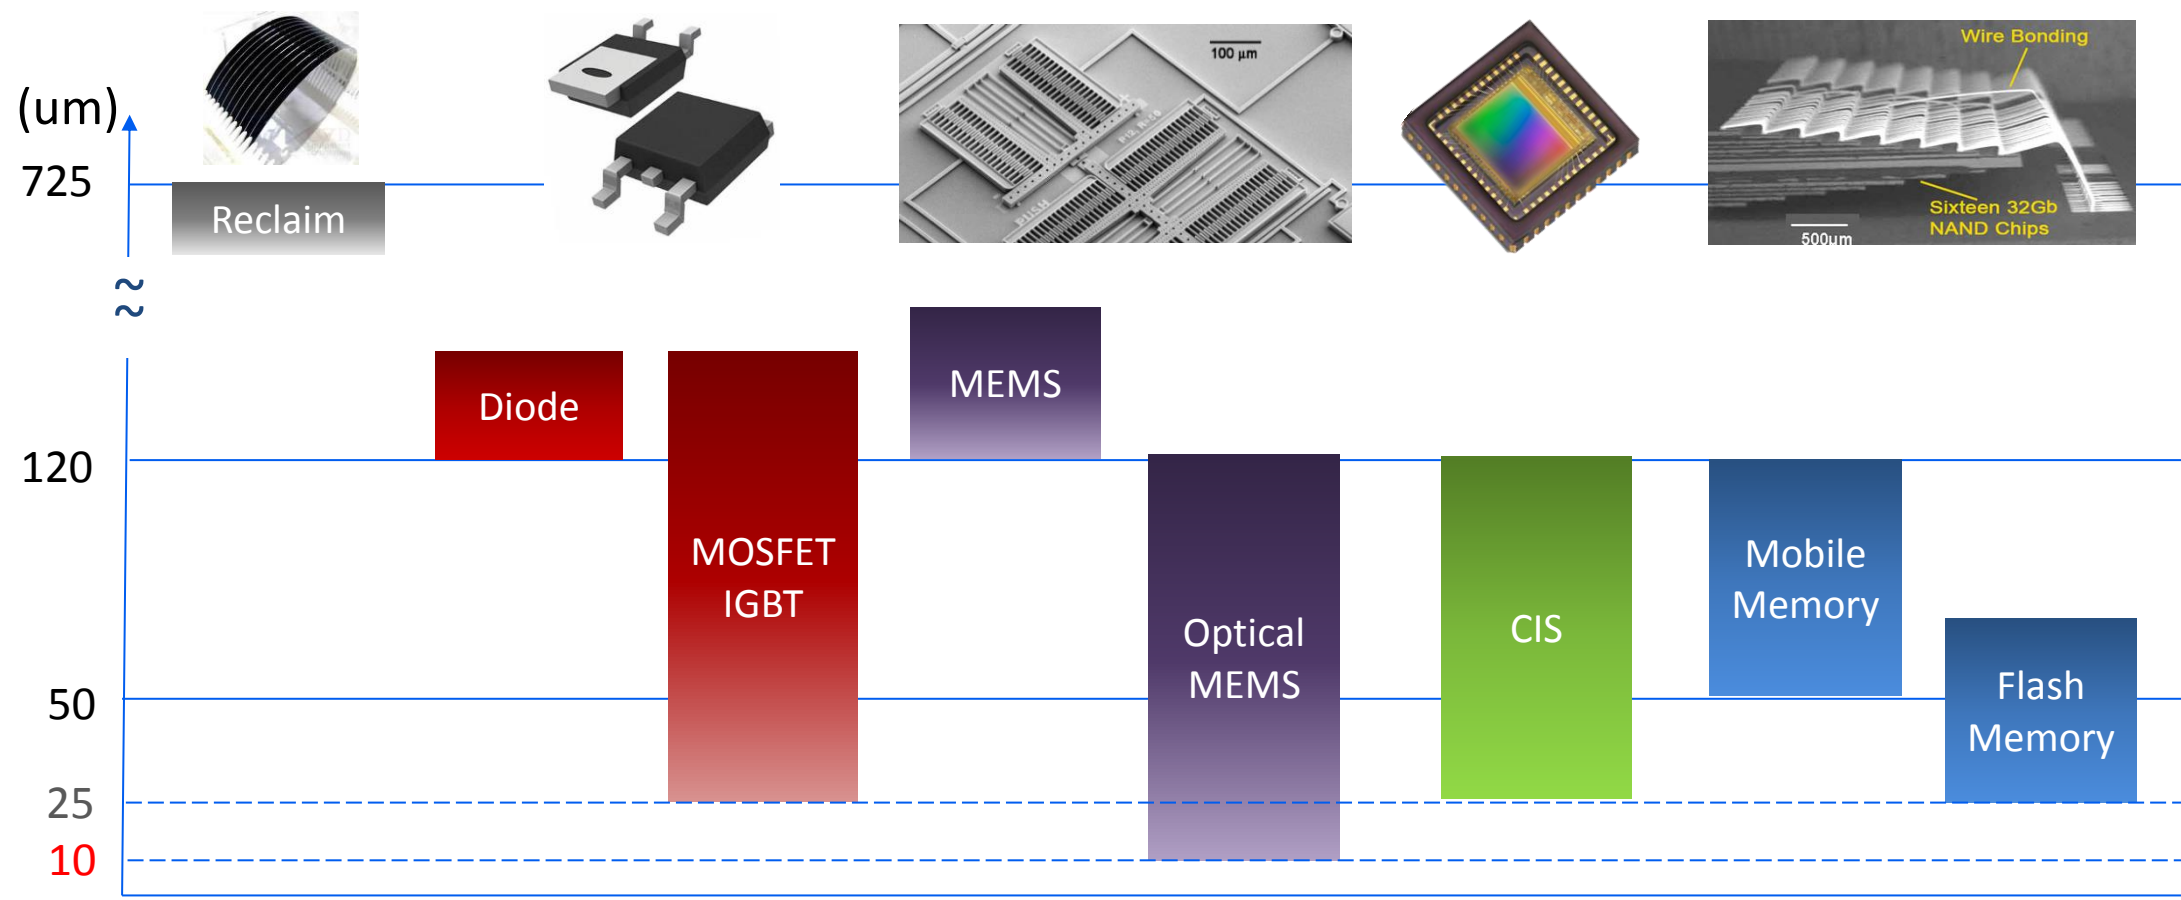 (um)
725
120
50
25
10
Reclaim
Diode
MOSFET
IGBT
MEMS
Optical
MEMS
CIS
Mobile
Memory
Flash
Memory
100 µm
PUSH
Wire Bonding
Sixteen 32Gb
NAND Chips
500µm